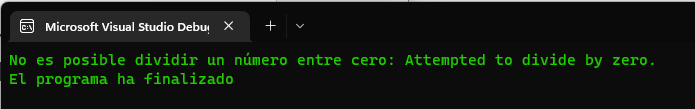 Microsoft Visual Studio Debug
No es posible dividir un número entre cero: Attempted to divide by zero.
El programa ha finalizado